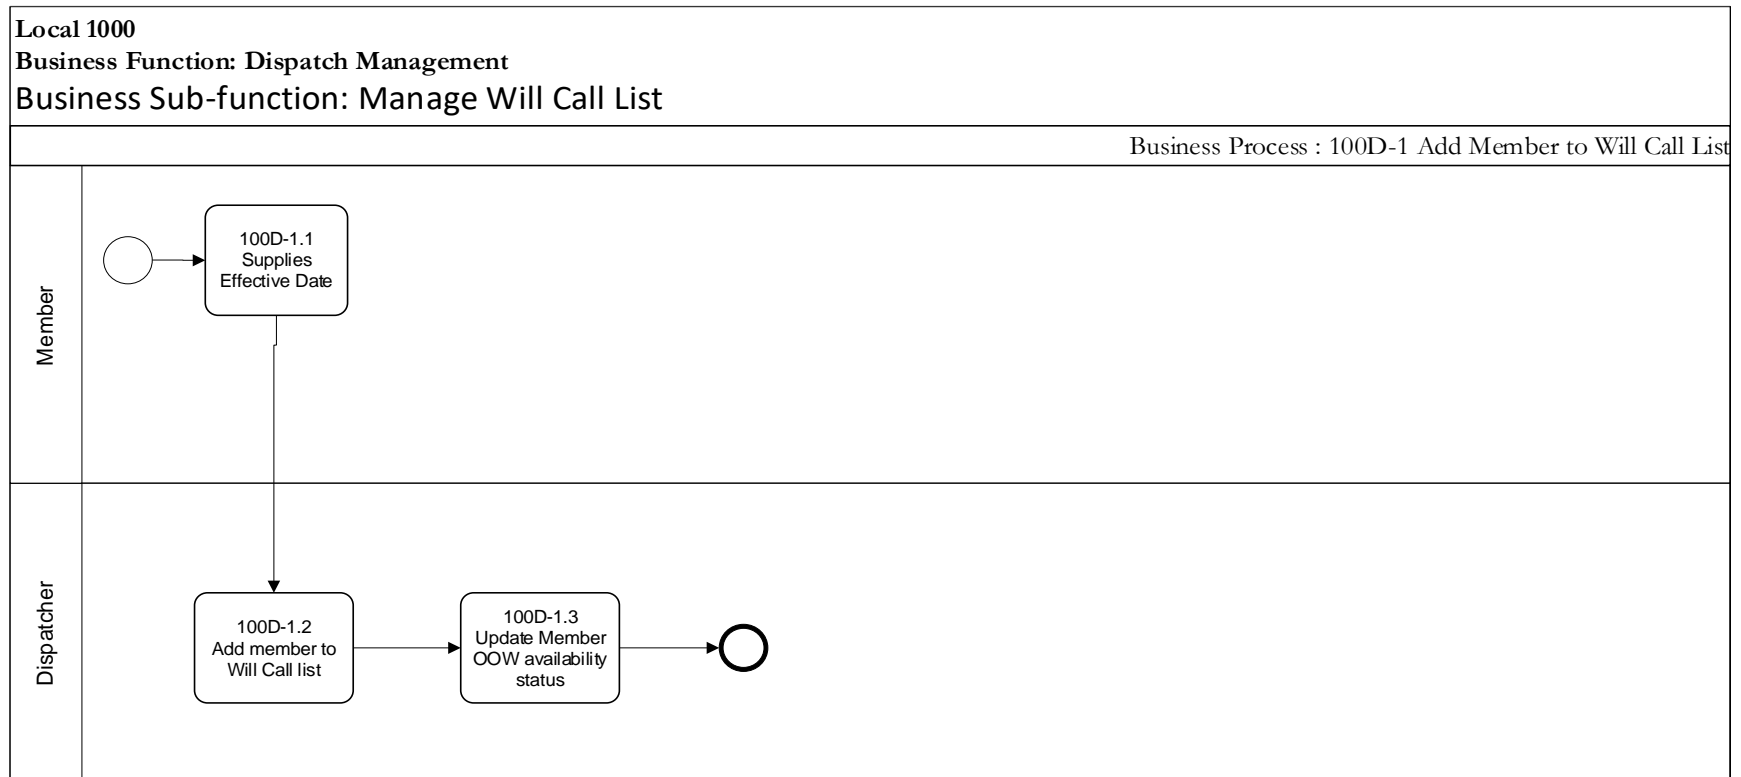 Local 1000
Business Function: Dispatch Management
Business Sub-function: Manage Will Call List
Business Process : 100D-1 Add Member to Will Call List
Member
100D-1.1
Supplies
Effective Date
Dispatcher
100D-1.2
Add member to
Will Call list
100D-1.3
Update Member
OOW availability
status